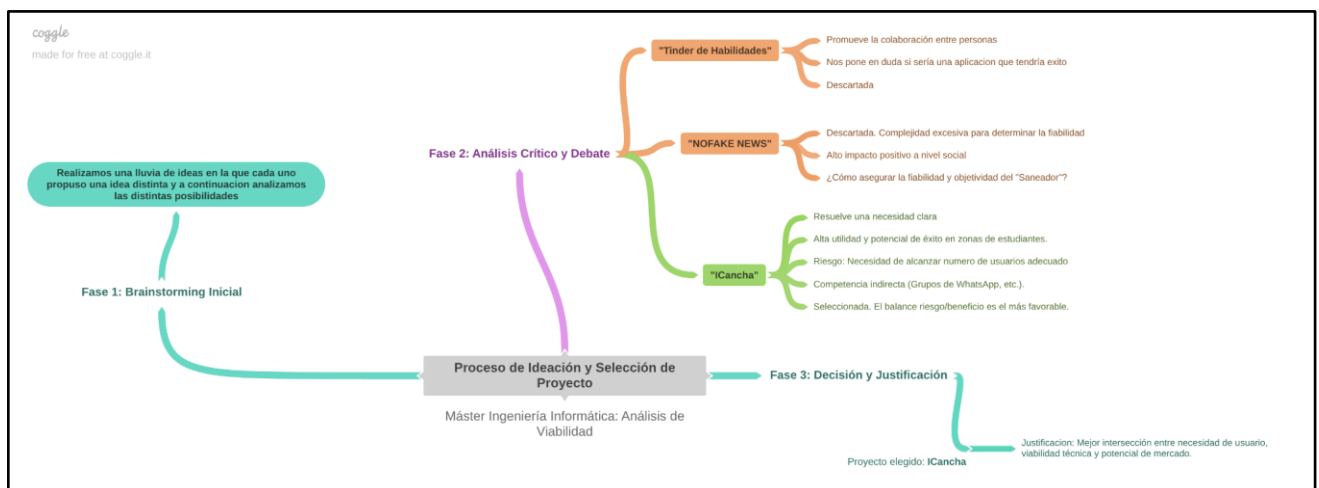 coggle
made for free at coggle.it
Realizamos una lluvia de ideas en la que cada uno
propuso una idea distinta y a continuacion analizamos
las distintas posibilidades
Fase 1: Brainstorming Inicial
Fase 2: Análisis Crítico y Debate
"Tinder de Habilidades"
Promueve la colaboración entre personas
Nos pone en duda si sería una aplicacion que tendría exito
Descartada
"NOFAKE NEWS"
Descartada. Complejidad excesiva para determinar la fiabilidad
Alto impacto positivo a nivel social
¿Cómo asegurar la fiabilidad y objetividad del "Saneador"?
"ICancha"
Resuelve una necesidad clara
Alta utilidad y potencial de éxito en zonas de estudiantes.
Riesgo: Necesidad de alcanzar numero de usuarios adecuado
Competencia indirecta (Grupos de WhatsApp, etc.).
Seleccionada. El balance riesgo/beneficio es el más favorable.
Proceso de Ideación y Selección de
Proyecto
Máster Ingeniería Informática: Análisis de
Viabilidad
Fase 3: Decisión y Justificación
Proyecto elegido: ICancha
Justificacion: Mejor intersección entre necesidad de usuario,
viabilidad técnica y potencial de mercado.